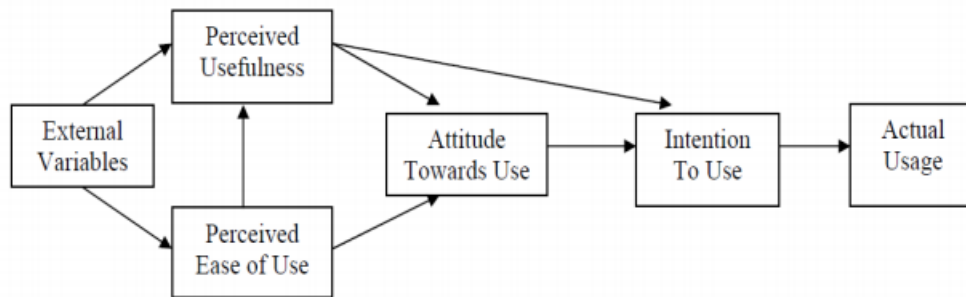 Perceived
Usefulness
External
Variables
Attitude
Towards Use
Intention
To Use
Actual
Usage
Perceived
Ease of Use